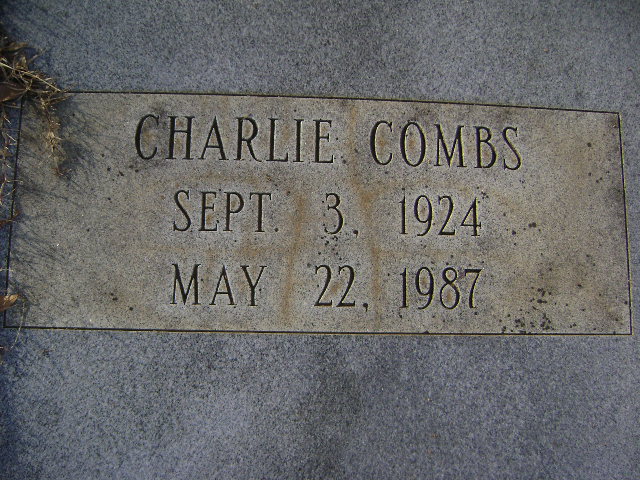 CHARLIE COMBS
SEPT. 3, 1924
MAY 22, 1987